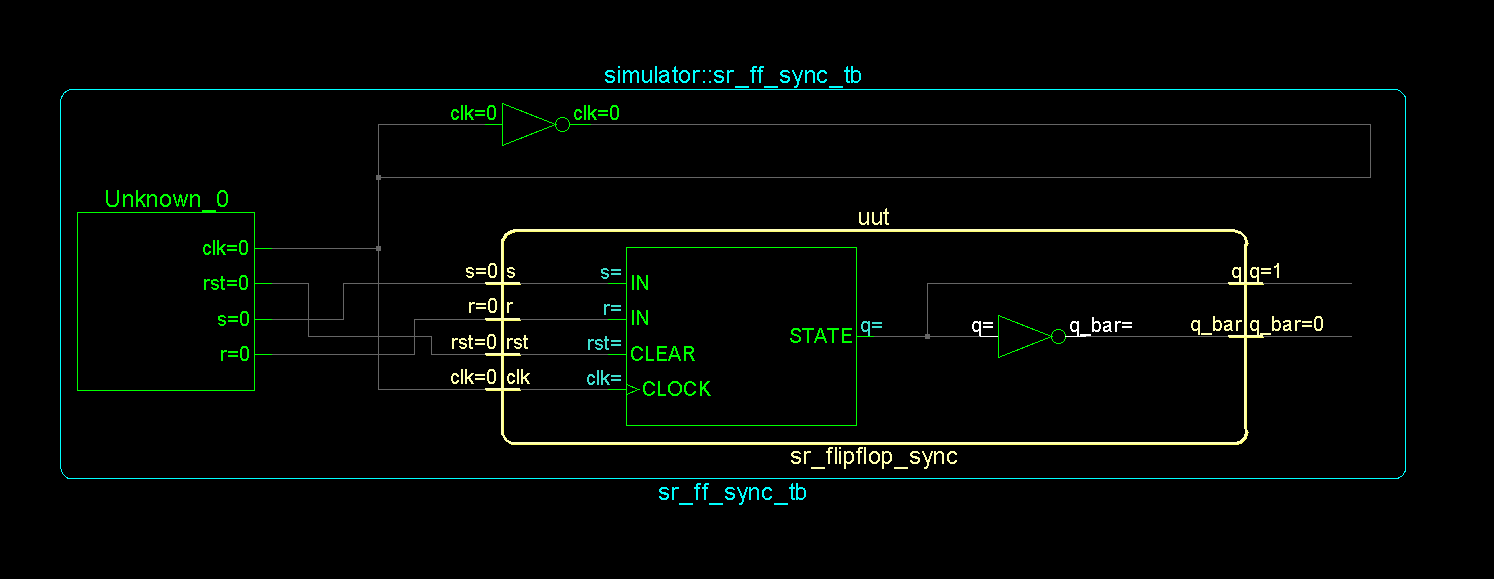 simulator::sr_ff_sync_tb
clk=0 clk=0
Unknown_0
clk=0
rst=0
s=0
r=0
uut
s=0 s s= IN q q=1
r=0 r r= IN
STATE q= q= q_bar= q_bar q_bar=0
rst=0 rst rst= CLEAR
clk=0 clk clk= CLOCK
sr_flipflop_sync
sr_ff_sync_tb